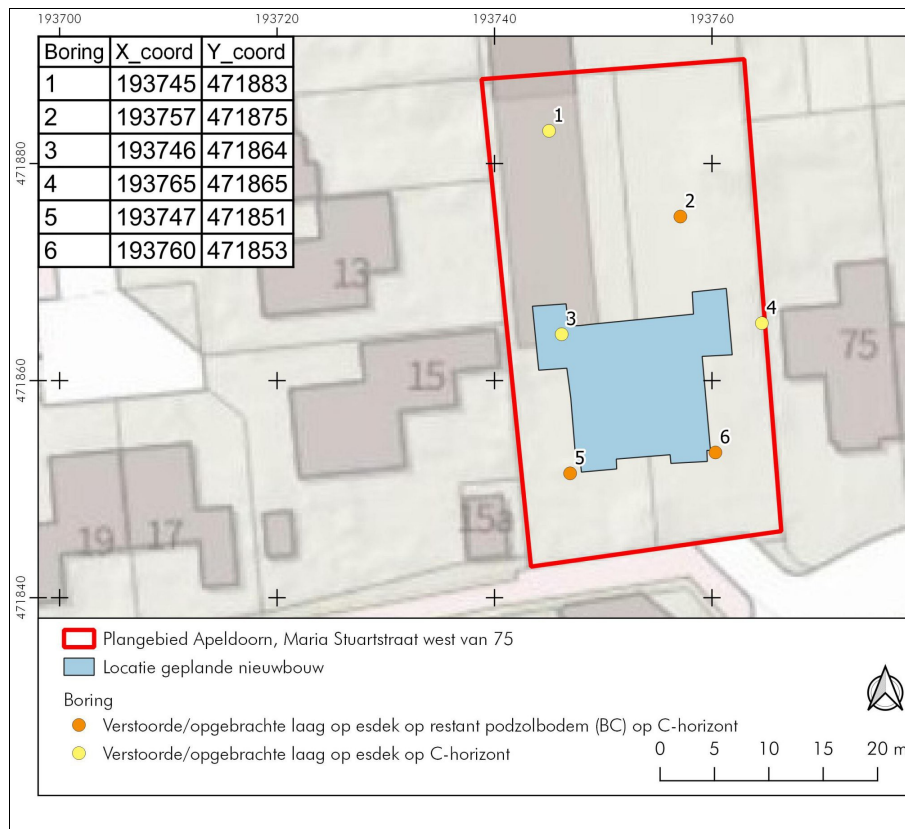 193700 193720 193740 193760
Boring X_coord Y_coord
1 193745 471883
2 193757 471875
3 193746 471864
4 193765 471865
5 193747 471851
6 193760 471853
471880
471860
471840
1
2
3
4
5
6
13
15
75
15a
19 17
Plangebied Apeldoorn, Maria Stuartstraat west van 75
Locatie geplande nieuwbouw
Boring
Verstoorde/opgebrachte laag op esdek op restant podzolbodem (BC) op C-horizont
Verstoorde/opgebrachte laag op esdek op C-horizont
0 5 10 15 20 m